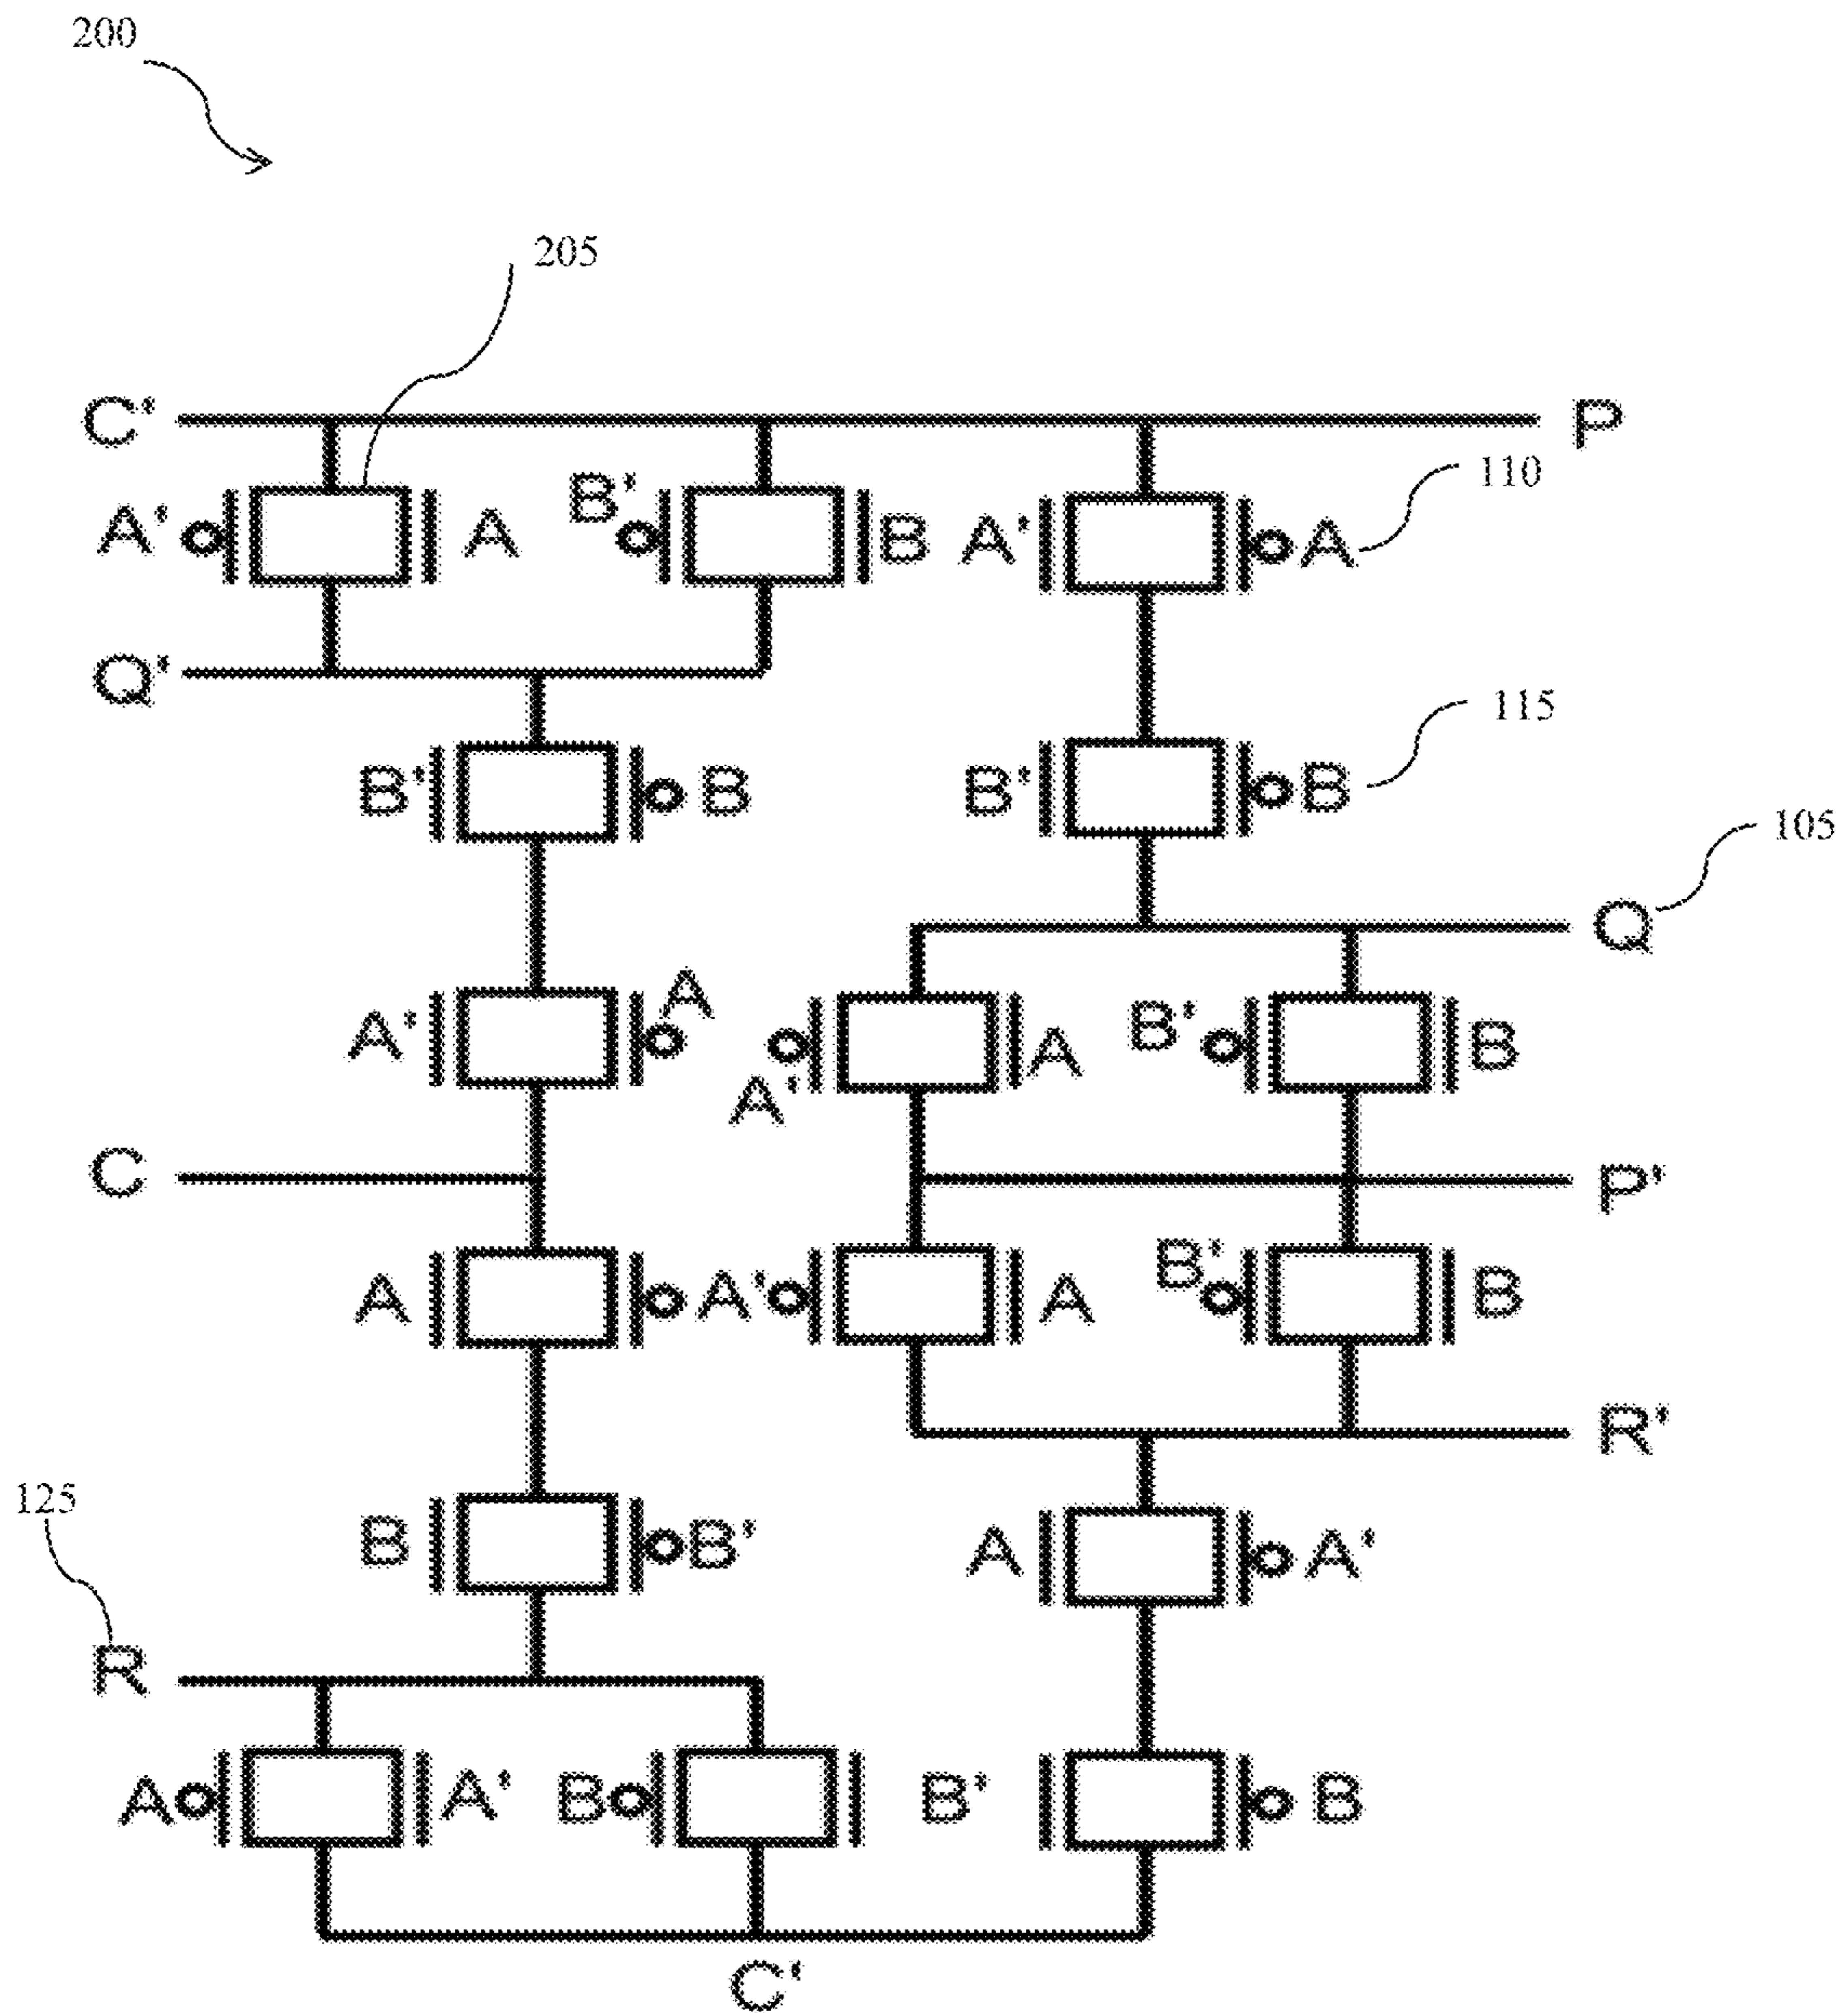 200
205
C' P
110
A' A B' B A' A
Q'
115
B' B B' B
105
Q
A' A A' A B' B
C P'
A A' A B' B
R'
125
B B' A A'
R
A A' B B' B
C'